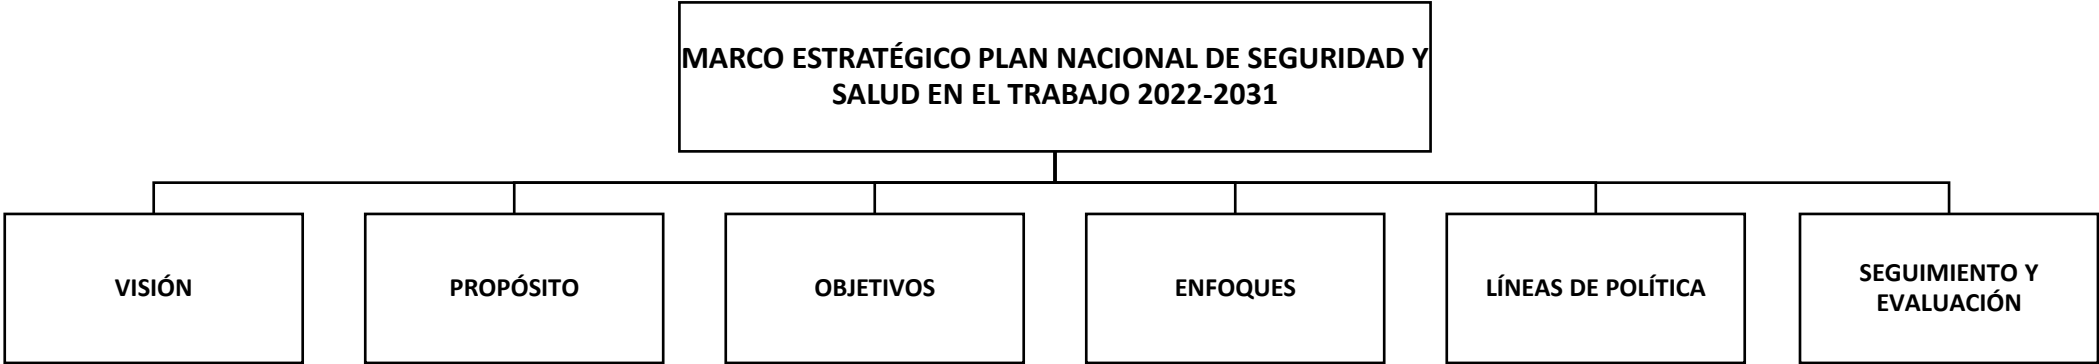 MARCO ESTRATÉGICO PLAN NACIONAL DE SEGURIDAD Y
SALUD EN EL TRABAJO 2022-2031
VISIÓN
PROPÓSITO
OBJETIVOS
ENFOQUES
LÍNEAS DE POLÍTICA
SEGUIMIENTO Y
EVALUACIÓN